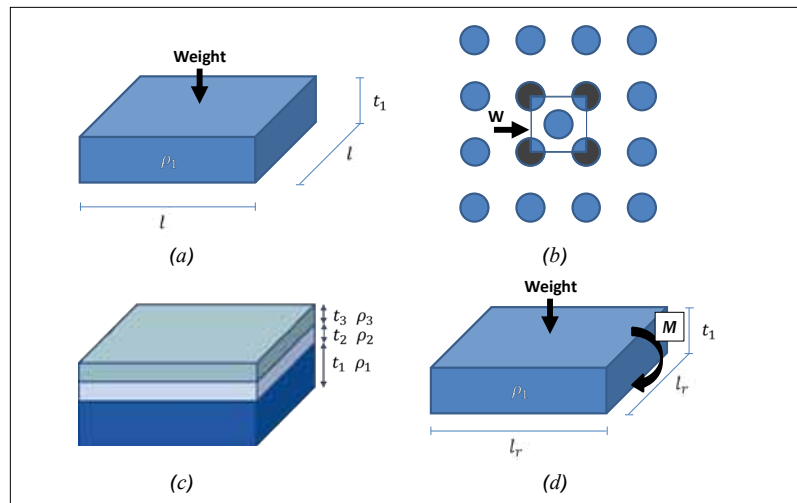 Weight
t₁
l
ρ₁
l
(a)
W
(b)
t₃ ρ₃
t₂ ρ₂
t₁ ρ₁
(c)
Weight
M
t₁
lᵣ
ρ₁
lᵣ
(d)